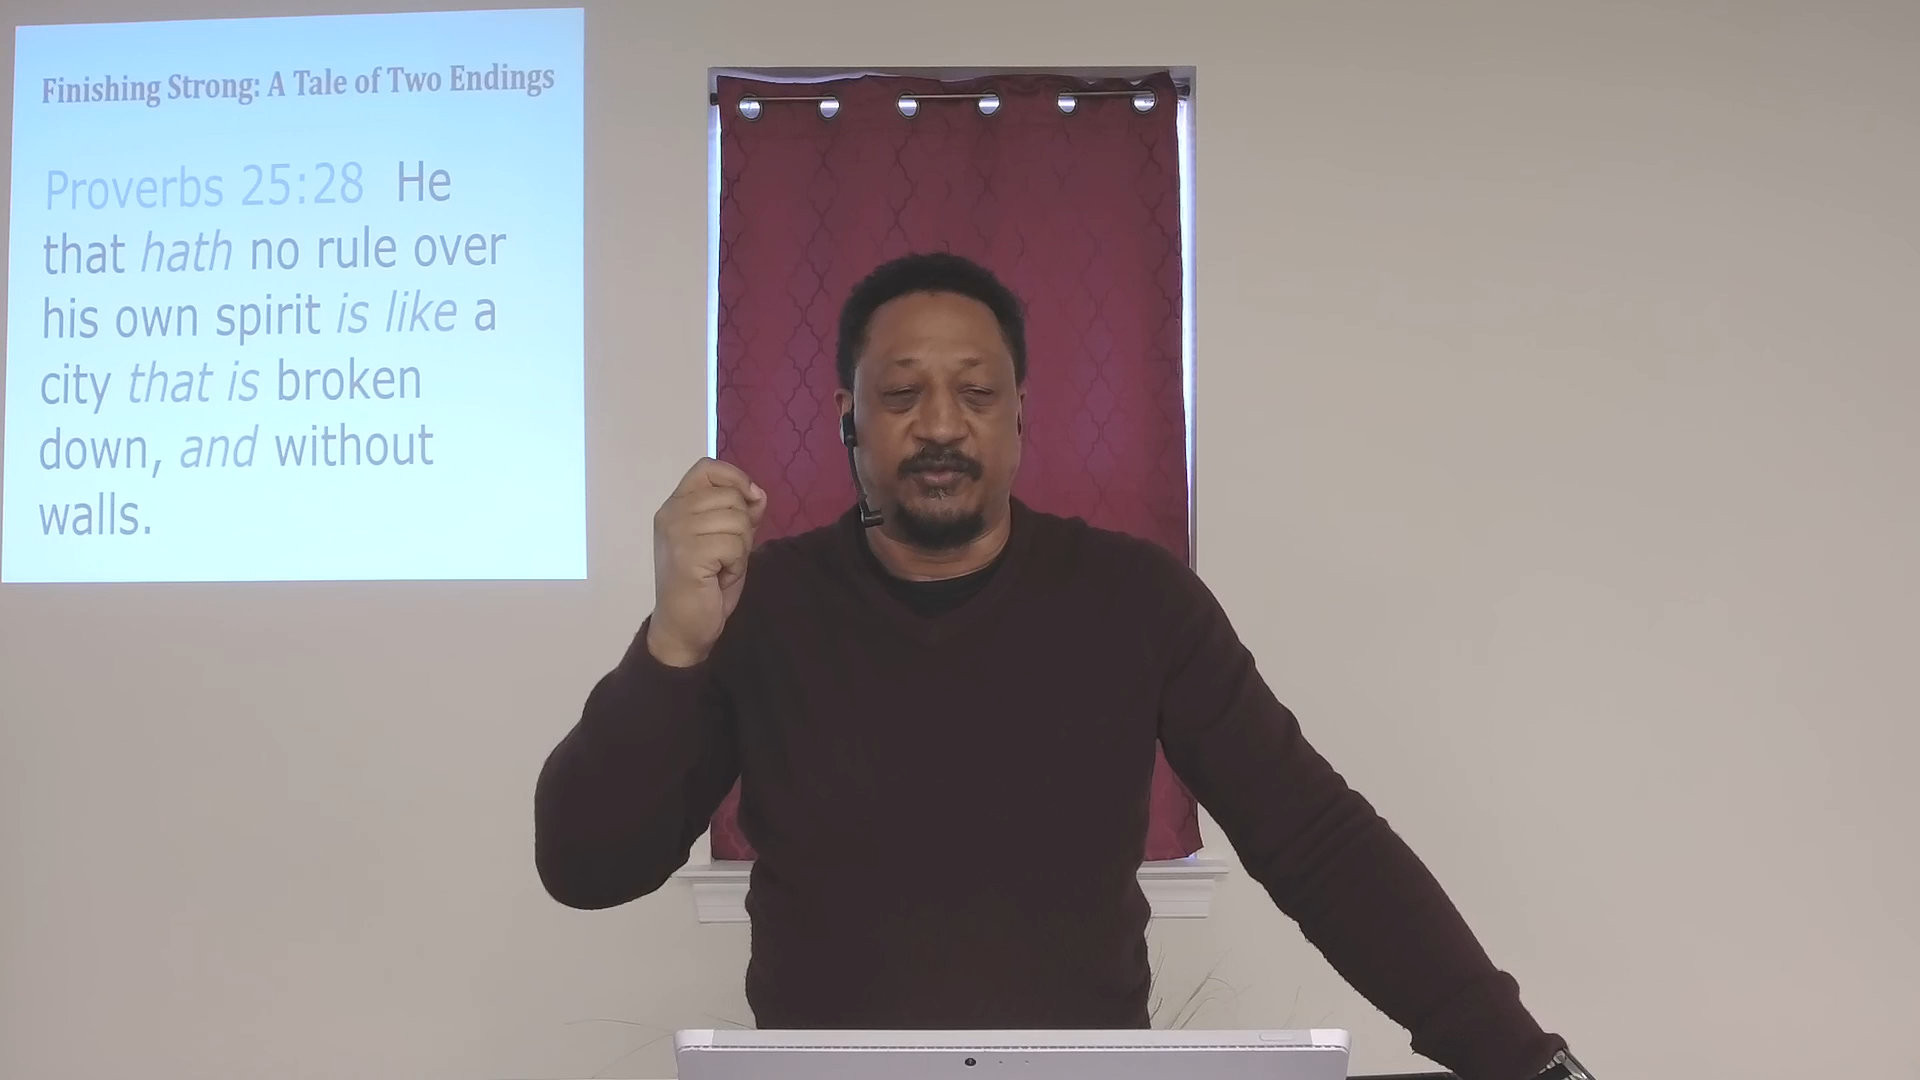 Finishing Strong: A Tale of Two Endings
Proverbs 25:28 He
that hath no rule over
his own spirit is like a
city that is broken
down, and without
walls.